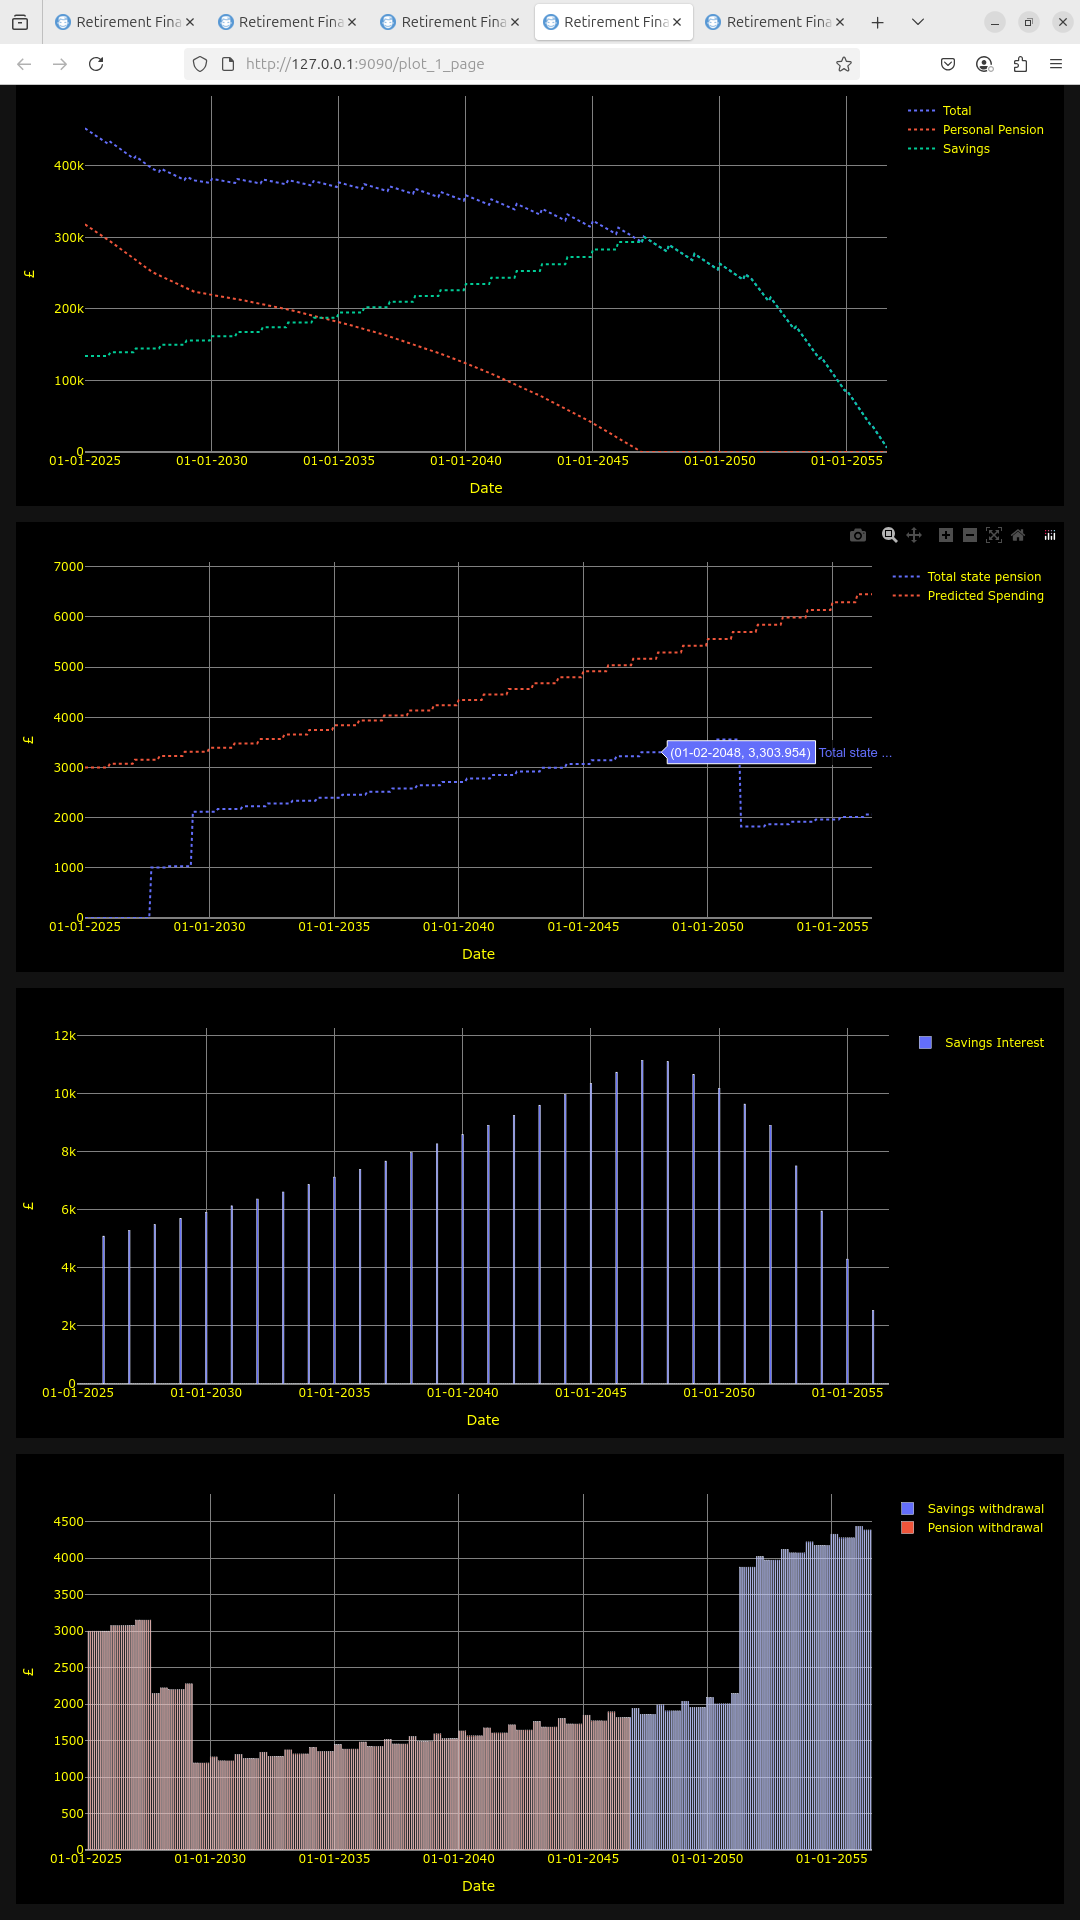 Retirement Fina
Retirement Fina
Retirement Fina
Retirement Fina
Retirement Fina
http://127.0.0.1:9090/plot_1_page
Total
Personal Pension
Savings
400k
300k
£
200k
100k
0
01-01-2025 01-01-2030 01-01-2035 01-01-2040 01-01-2045 01-01-2050 01-01-2055
Date
7000
Total state pension
Predicted Spending
6000
5000
4000
£
(01-02-2048, 3,303.954) Total state ...
3000
2000
1000
0
01-01-2025 01-01-2030 01-01-2035 01-01-2040 01-01-2045 01-01-2050 01-01-2055
Date
12k
Savings Interest
10k
8k
6k
£
4k
2k
0
01-01-2025 01-01-2030 01-01-2035 01-01-2040 01-01-2045 01-01-2050 01-01-2055
Date
Savings withdrawal
Pension withdrawal
4500
4000
3500
3000
2500
£
2000
1500
1000
500
0
01-01-2025 01-01-2030 01-01-2035 01-01-2040 01-01-2045 01-01-2050 01-01-2055
Date